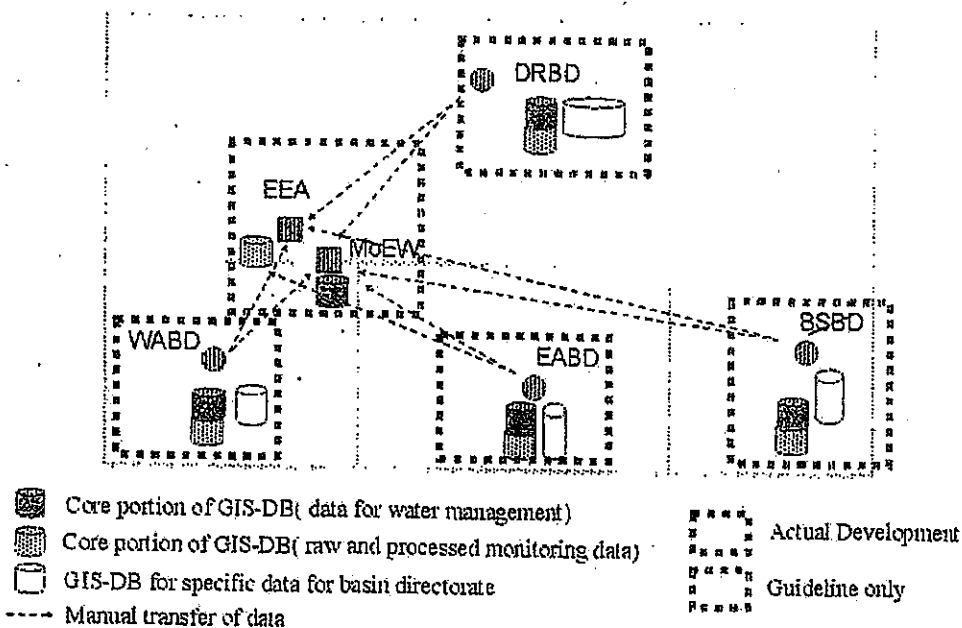 DRBD
EEA
MoEW
WABD
EABD
BSBD
Core portion of GIS-DB( data for water management)
Core portion of GIS-DB( raw and processed monitoring data)
GIS-DB for specific data for basin directorate
Manual transfer of data
Actual Development
Guideline only